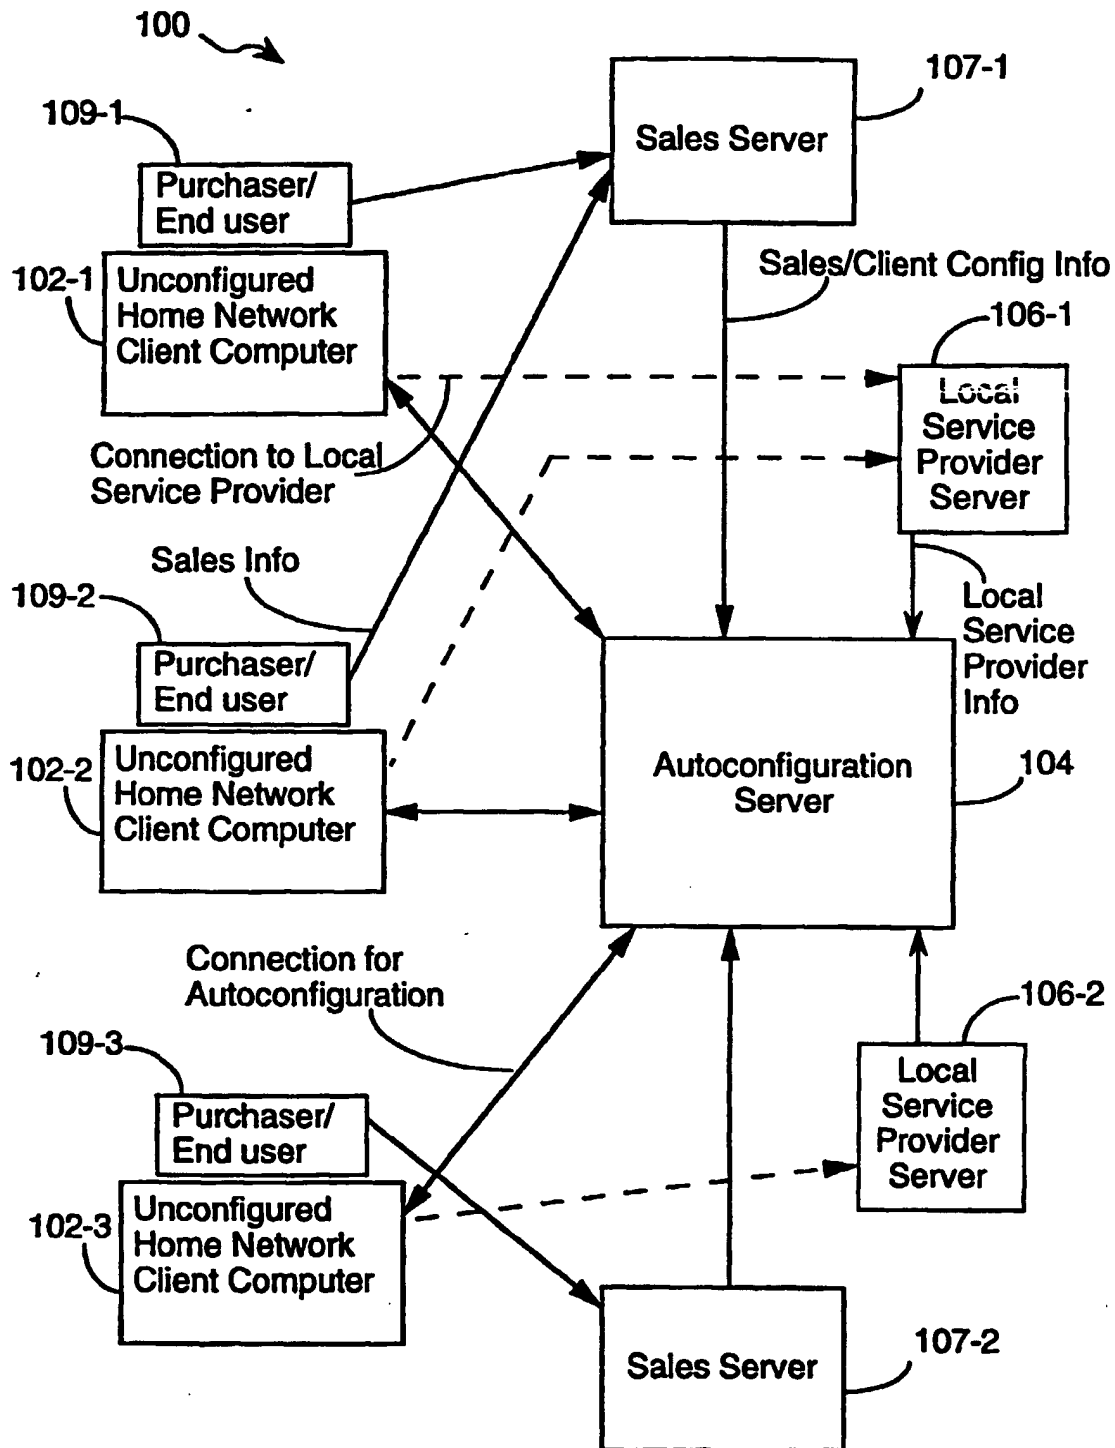 100
107-1
109-1
Sales Server
Purchaser/
End user
Sales/Client Config Info
102-1
Unconfigured
Home Network
Client Computer
106-1
Local
Service
Provider
Server
Connection to Local
Service Provider
Sales Info
109-2
Local
Service
Provider
Info
Purchaser/
End user
102-2
Unconfigured
Home Network
Client Computer
Autoconfiguration
Server
104
Connection for
Autoconfiguration
106-2
109-3
Local
Service
Provider
Server
Purchaser/
End user
102-3
Unconfigured
Home Network
Client Computer
107-2
Sales Server